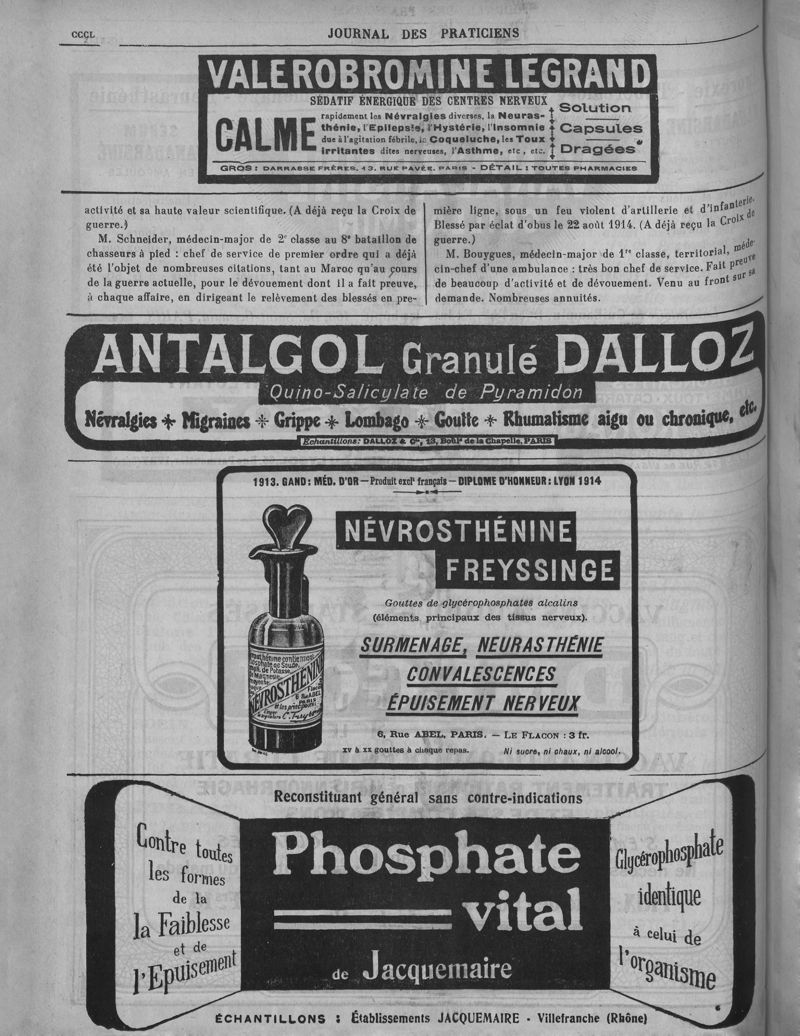 CCCL
JOURNAL DES PRATICIENS
VALEROBROMINE LEGRAND
SÉDATIF ÉNERGIQUE DES CENTRES NERVEUX
CALME
rapidement les Névralgies diverses, la Neuras-
thénie, l'Epilepsie, l'Hystérie, l'Insomnie
due à l'agitation fébrile, la Coqueluche, les Toux
irritantes dites nerveuses, l'Asthme, etc, etc.
Solution
Capsules
Dragées
GROS : DARRASSE FRÈRES, 13, RUE PAVÉE, PARIS - DÉTAIL : TOUTES PHARMACIES
activité et sa haute valeur scientifique. (A déjà reçu la Croix de
guerre.)
M. Schneider, médecin-major de 2e classe au 8e bataillon de
chasseurs à pied : chef de service de premier ordre qui a déjà
été l'objet de nombreuses citations, tant au Maroc qu'au cours
de la guerre actuelle, pour le dévouement dont il a fait preuve,
à chaque affaire, en dirigeant le relèvement des blessés en pre-
mière ligne, sous un feu violent d'artillerie et d'infanterie.
Blessé par éclat d'obus le 22 août 1914. (A déjà reçu la Croix de
guerre.)
M. Bouygues, médecin-major de 1re classe, territorial, méde-
cin-chef d'une ambulance : très bon chef de service. Fait preuve
de beaucoup d'activité et de dévouement. Venu au front sur sa
demande. Nombreuses annuités.
ANTALGOL Granulé DALLOZ
Quino-Salicylate de Pyramidon
Névralgies ✢ Migraines ✢ Grippe ✢ Lombago ✢ Goutte ✢ Rhumatisme aigu ou chronique, etc.
Echantillons: DALLOZ & Cie, 13, Boulᵈ de la Chapelle, PARIS
1913. GAND : MÉD. D'OR — Produit exclt français — DIPLOME D'HONNEUR : LYON 1914
NÉVROSTHÉNINE
FREYSSINGE
Gouttes de glycérophosphates alcalins
(éléments principaux des tissus nerveux).
SURMENAGE, NEURASTHÉNIE
CONVALESCENCES
ÉPUISEMENT NERVEUX
6, Rue ABEL, PARIS. — LE FLACON : 3 fr.
XV à XX gouttes à chaque repas.
Ni sucre, ni chaux, ni alcool.
NÉVROSTHÉNINE
6 Rue ABEL
PARIS
Reconstituant général sans contre-indications
Contre toutes
les formes
de la
la Faiblesse
et de
l'Epuisement
Phosphate
vital
de Jacquemaire
Glycérophosphate
identique
à celui de
l'organisme
ÉCHANTILLONS : Établissements JACQUEMAIRE - Villefranche (Rhône)